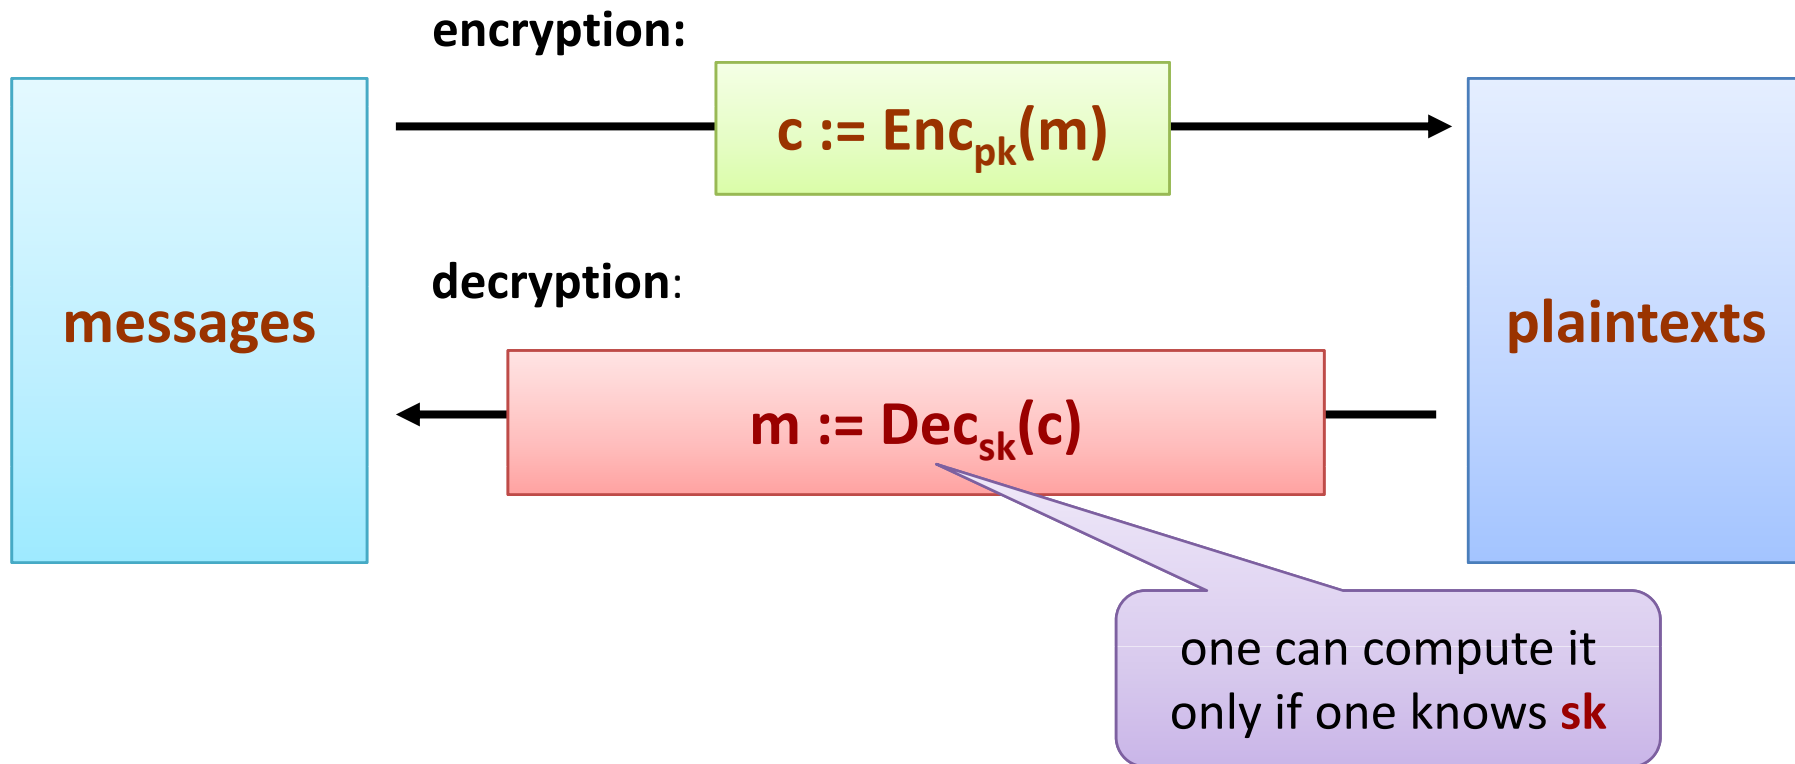 encryption:
c := Enc_pk(m)
decryption:
messages
plaintexts
m := Dec_sk(c)
one can compute it
only if one knows sk